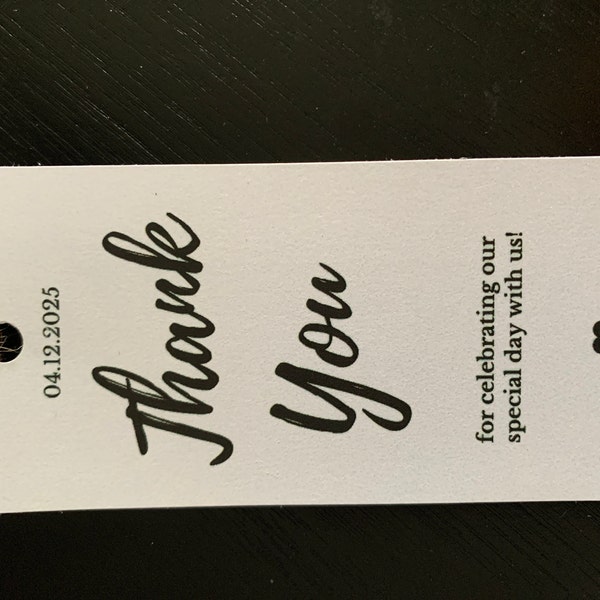 04.12.2025
Thank
You
for celebrating our
special day with us!